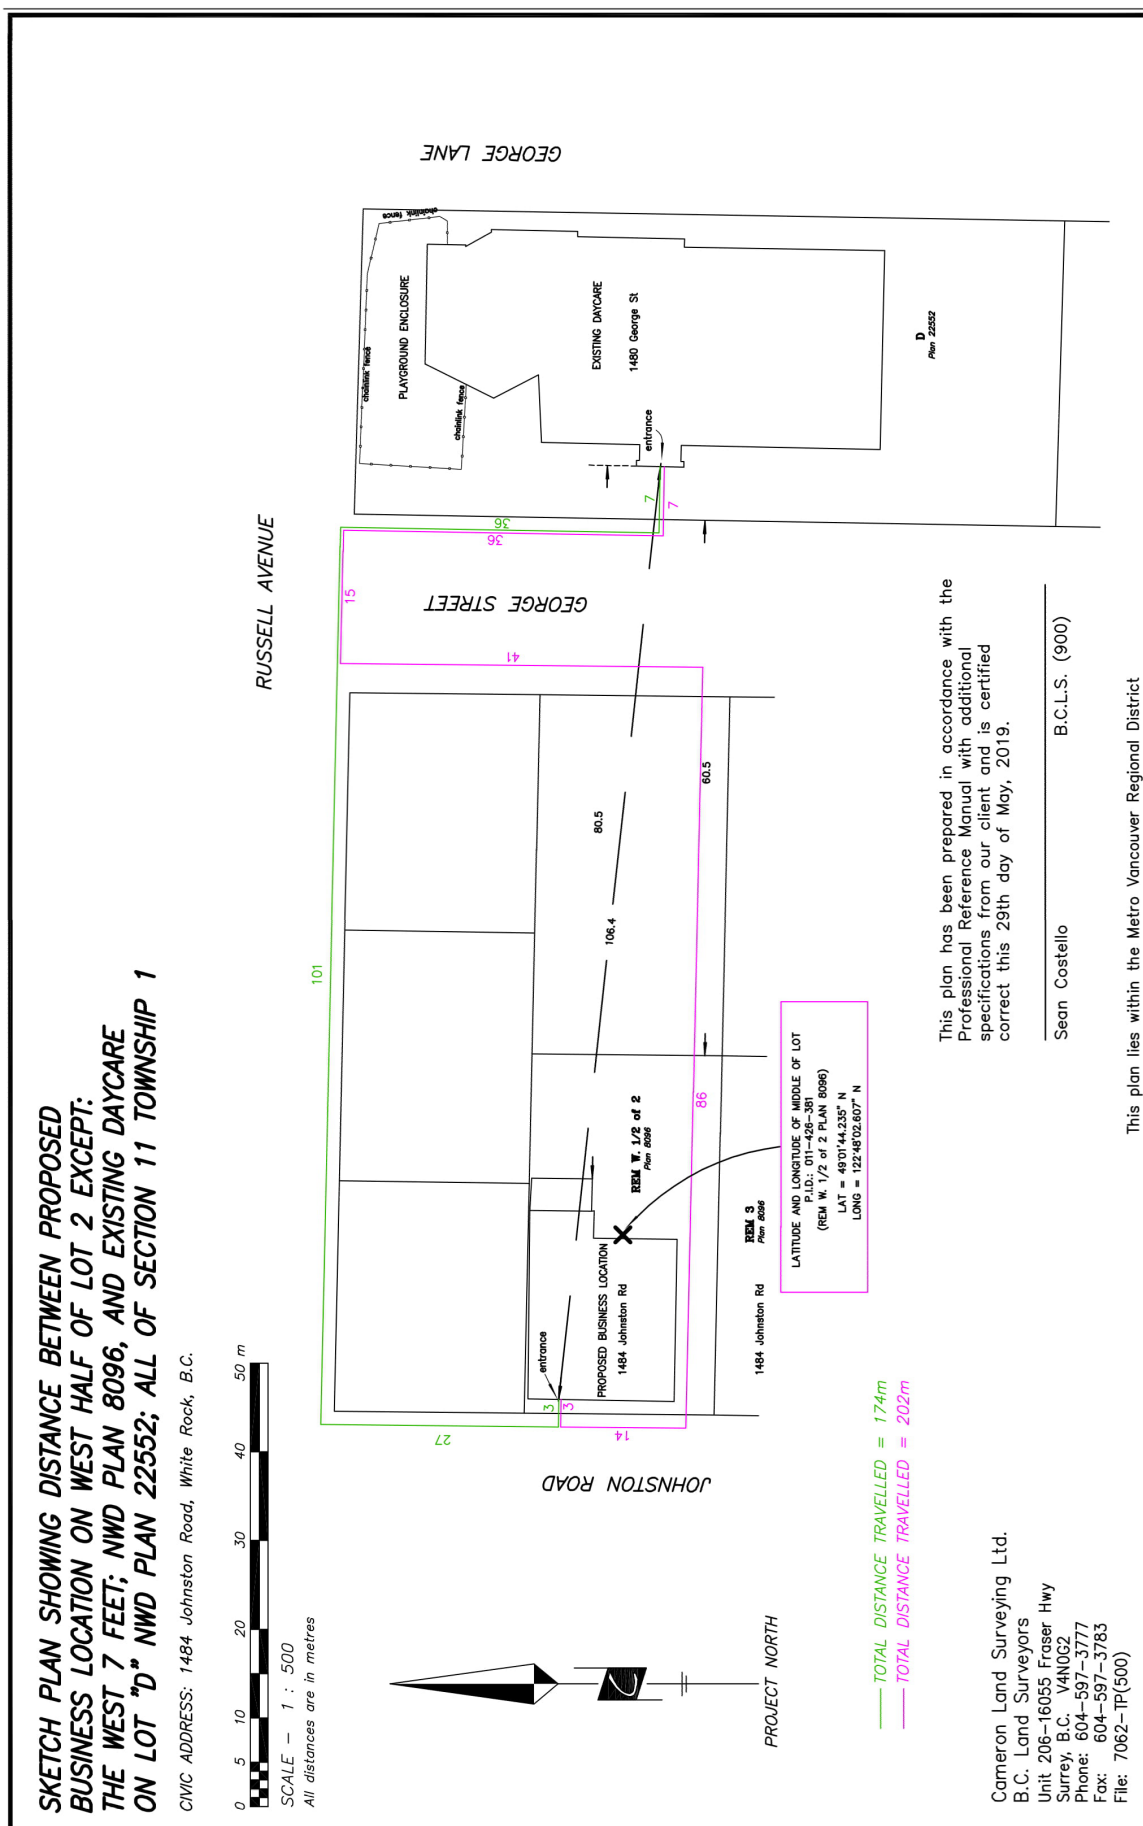 SKETCH PLAN SHOWING DISTANCE BETWEEN PROPOSED
BUSINESS LOCATION ON WEST HALF OF LOT 2 EXCEPT:
THE WEST 7 FEET; NWD PLAN 8096, AND EXISTING DAYCARE
ON LOT "D" NWD PLAN 22552; ALL OF SECTION 11 TOWNSHIP 1
CIVIC ADDRESS: 1484 Johnston Road, White Rock, B.C.
0 5 10 20 30 40 50 m
SCALE - 1 : 500
All distances are in metres
RUSSELL AVENUE
GEORGE LANE
chainlink fence
chainlink fence
PLAYGROUND ENCLOSURE
chainlink fence
EXISTING DAYCARE
1480 George St
entrance
D
Plan 22552
7
7
36
36
15
GEORGE STREET
41
101
80.5
106.4
60.5
86
REM W. 1/2 of 2
Plan 8096
PROPOSED BUSINESS LOCATION
1484 Johnston Rd
entrance
3
3
27
14
REM 3
Plan 8096
1484 Johnston Rd
LATITUDE AND LONGITUDE OF MIDDLE OF LOT
P.I.D.: 011-426-381
(REM W. 1/2 of 2 PLAN 8096)
LAT = 49°01'44.235" N
LONG = 122°48'02.607" N
JOHNSTON ROAD
PROJECT NORTH
TOTAL DISTANCE TRAVELLED = 174m
TOTAL DISTANCE TRAVELLED = 202m
This plan has been prepared in accordance with the
Professional Reference Manual with additional
specifications from our client and is certified
correct this 29th day of May, 2019.
Sean Costello B.C.L.S. (900)
This plan lies within the Metro Vancouver Regional District
Cameron Land Surveying Ltd.
B.C. Land Surveyors
Unit 206-16055 Fraser Hwy
Surrey, B.C. V4N0G2
Phone: 604-597-3777
Fax: 604-597-3783
File: 7062-TP(500)